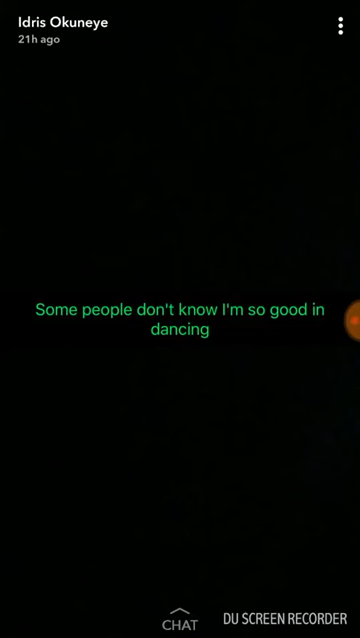 Idris Okuneye
21h ago
Some people don't know I'm so good in
dancing
CHAT
DU SCREEN RECORDER